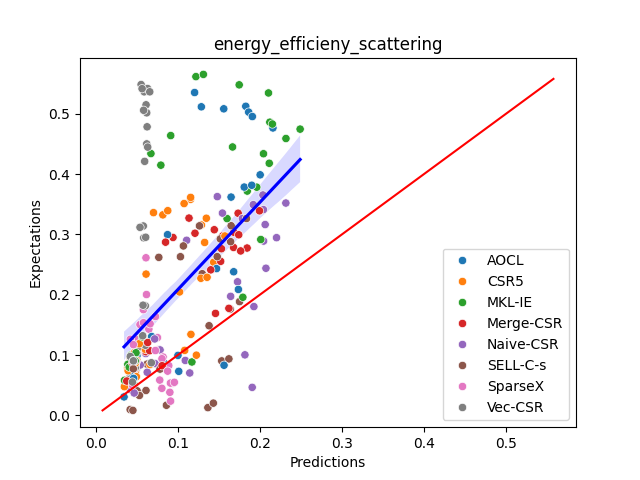 energy_efficieny_scattering
Expectations
0.5
0.4
0.3
0.2
0.1
0.0
0.0 0.1 0.2 0.3 0.4 0.5
Predictions
AOCL
CSR5
MKL-IE
Merge-CSR
Naive-CSR
SELL-C-s
SparseX
Vec-CSR